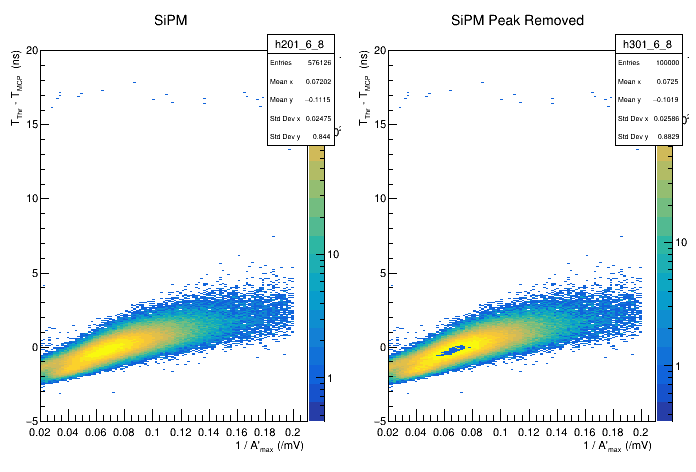 SiPM
h201_6_8
Entries 576126
Mean x 0.07202
Mean y −0.1115
Std Dev x 0.02475
Std Dev y 0.844
T_Thr - T_MCP (ns)
20
15
10
5
0
−5
0.02 0.04 0.06 0.08 0.1 0.12 0.14 0.16 0.18 0.2
1 / A'_max (/mV)
10
1
SiPM Peak Removed
h301_6_8
Entries 100000
Mean x 0.0725
Mean y −0.1019
Std Dev x 0.02586
Std Dev y 0.8829
T_Thr - T_MCP (ns)
20
15
10
5
0
−5
0.02 0.04 0.06 0.08 0.1 0.12 0.14 0.16 0.18 0.2
1 / A'_max (/mV)
10
1